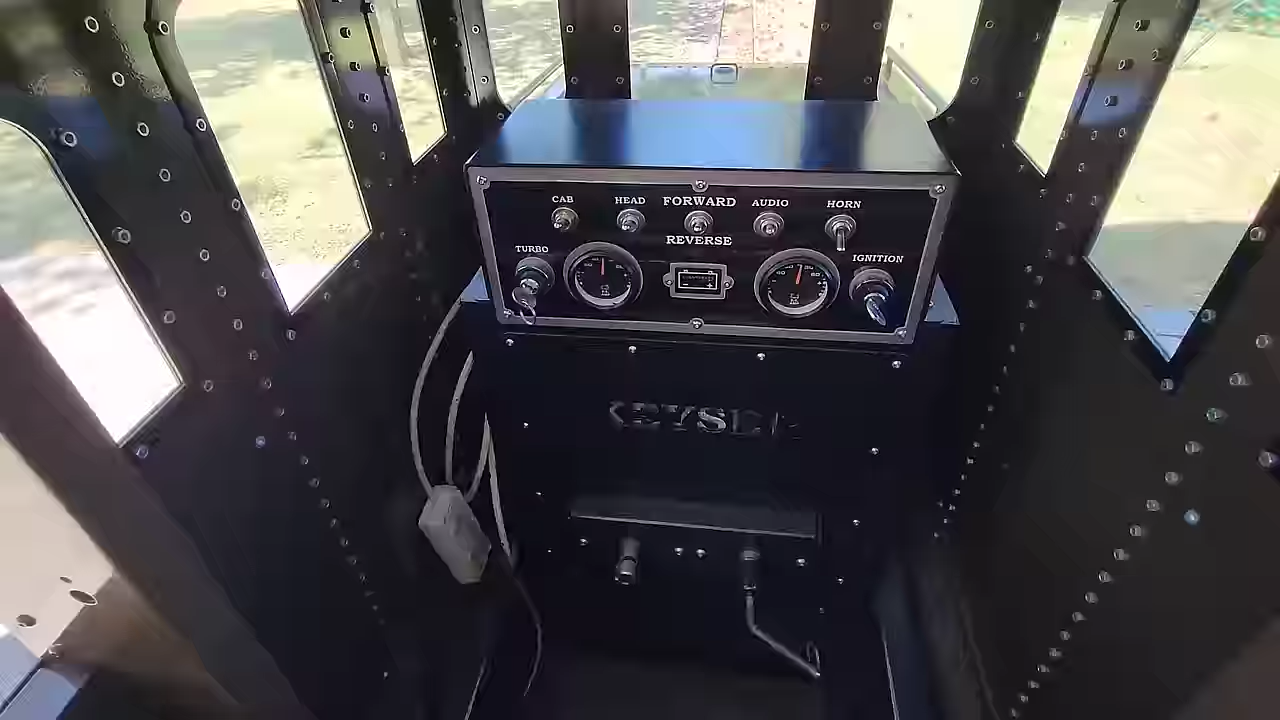 CAB
HEAD
FORWARD
AUDIO
HORN
REVERSE
TURBO
IGNITION